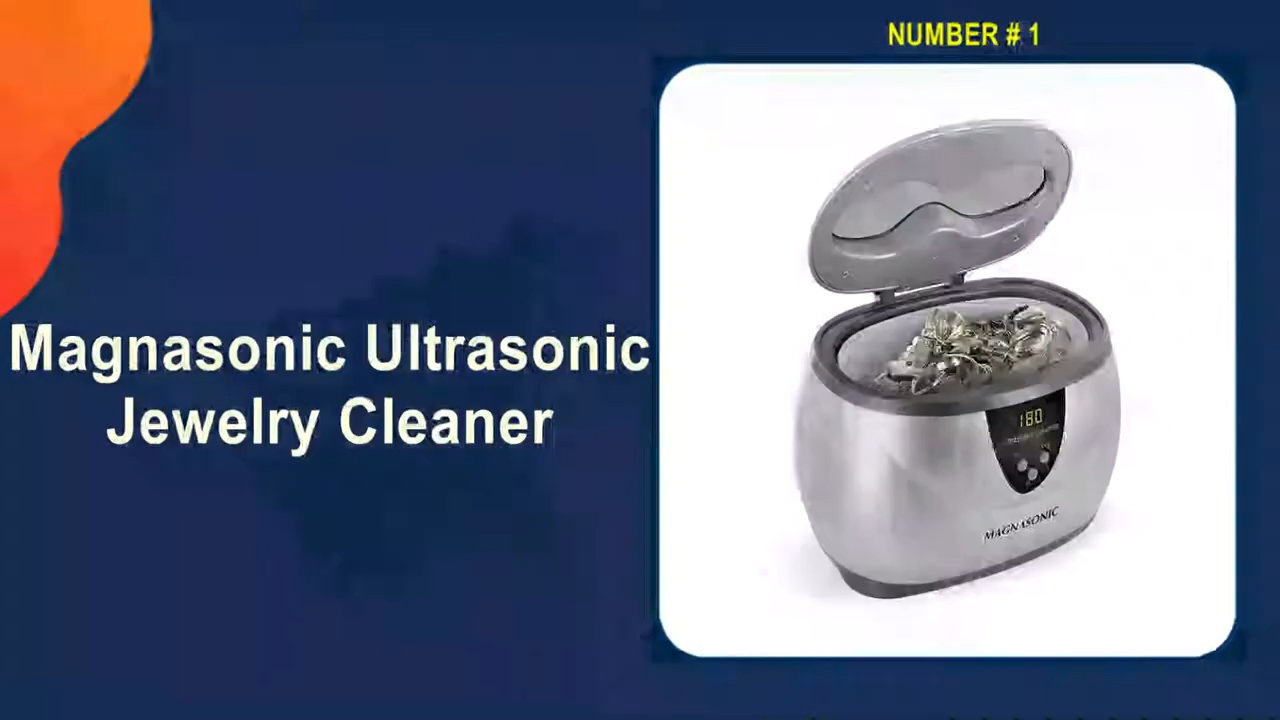 NUMBER # 1
Magnasonic Ultrasonic
Jewelry Cleaner
180
MAGNASONIC